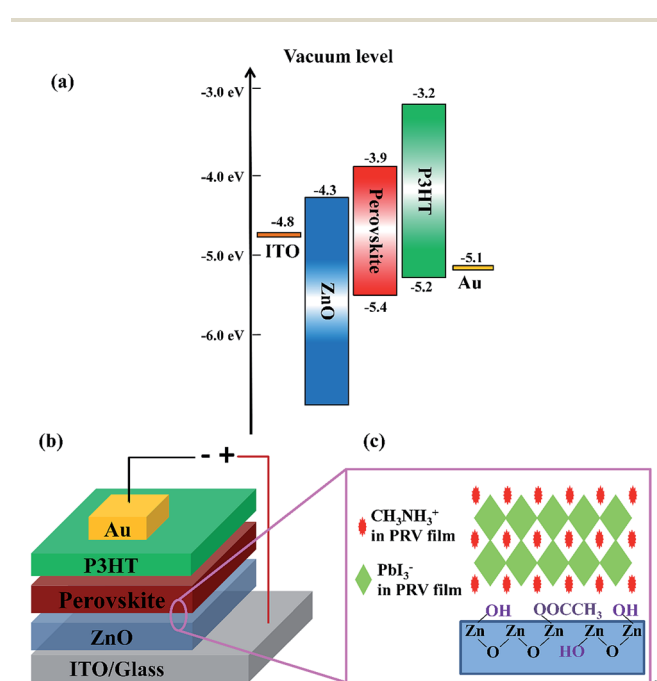 Vacuum level
(a)
-3.0 eV
-3.2
-3.9
-4.0 eV
-4.3
P3HT
Perovskite
-4.8
ITO
-5.0 eV
-5.1
Au
-5.2
-5.4
ZnO
-6.0 eV
(b)
- +
(c)
Au
P3HT
Perovskite
ZnO
ITO/Glass
CH₃NH₃⁺
in PRV film
PbI₃⁻
in PRV film
OH OOCCH₃ OH
Zn Zn Zn Zn Zn
O O HO O